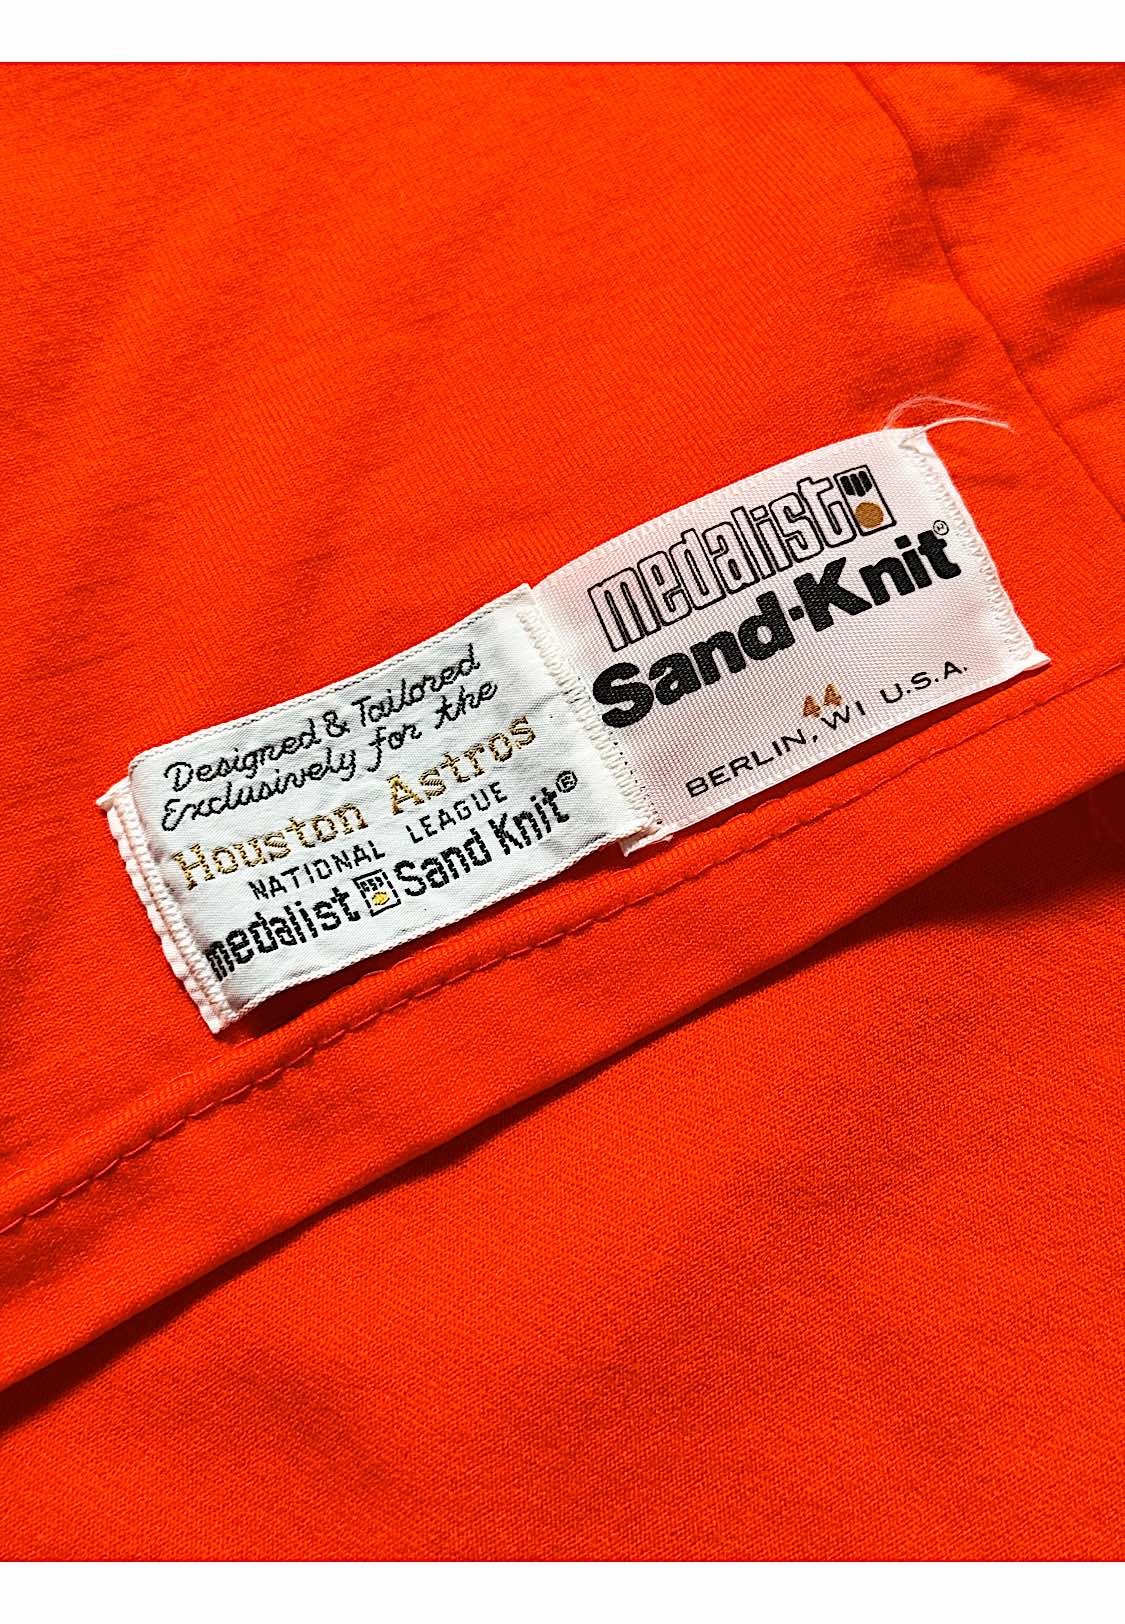 Designed & Tailored
Exclusively for the
Houston Astros
NATIONAL LEAGUE
medalist m Sand Knit®
medalist m
Sand-Knit®
44
BERLIN, WI U.S.A.